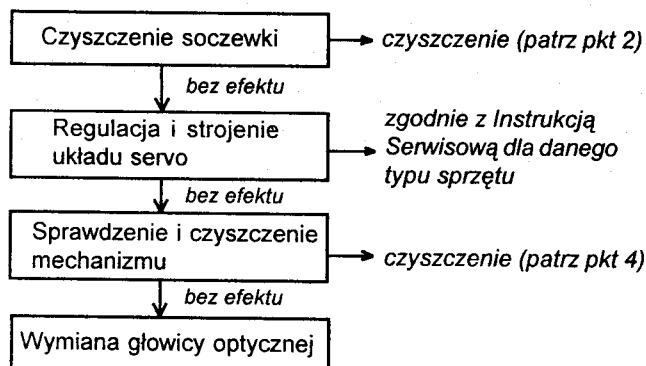 Czyszczenie soczewki
czyszczenie (patrz pkt 2)
bez efektu
Regulacja i strojenie
układu servo
zgodnie z Instrukcją
Serwisową dla danego
typu sprzętu
bez efektu
Sprawdzenie i czyszczenie
mechanizmu
czyszczenie (patrz pkt 4)
bez efektu
Wymiana głowicy optycznej